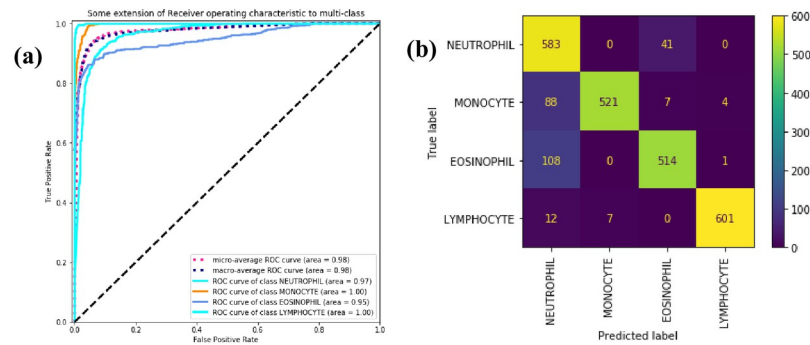 (a)
Some extension of Receiver operating characteristic to multi-class
1.0
0.8
0.6
0.4
0.2
0.0
True Positive Rate
micro-average ROC curve (area = 0.98)
macro-average ROC curve (area = 0.98)
ROC curve of class NEUTROPHIL (area = 0.97)
ROC curve of class MONOCYTE (area = 1.00)
ROC curve of class EOSINOPHIL (area = 0.95)
ROC curve of class LYMPHOCYTE (area = 1.00)
0.0 0.2 0.4 0.6 0.8 1.0
False Positive Rate
(b)
True label
NEUTROPHIL 583 0 41 0
MONOCYTE 88 521 7 4
EOSINOPHIL 108 0 514 1
LYMPHOCYTE 12 7 0 601
NEUTROPHIL
MONOCYTE
EOSINOPHIL
LYMPHOCYTE
Predicted label
600
500
400
300
200
100
0